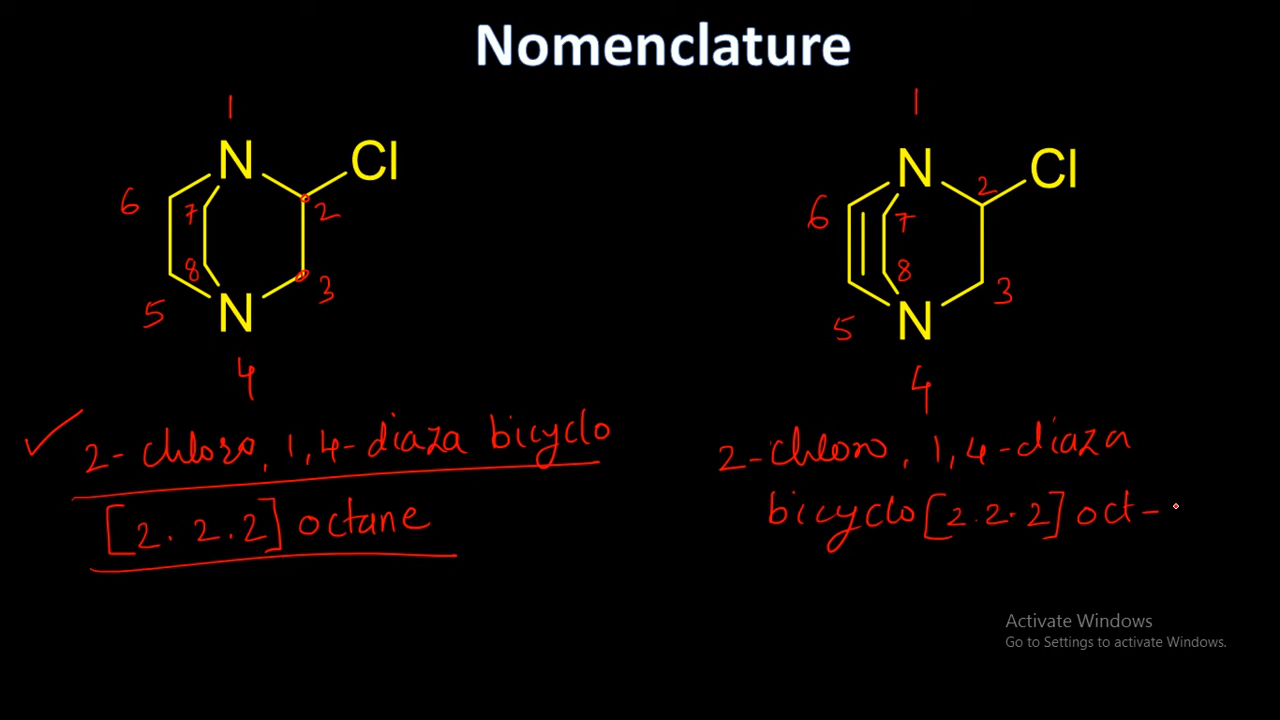 Nomenclature
1
N
Cl
6
7
2
8
3
5
N
4
2-chloro, 1,4-diaza bicyclo
[2.2.2] octane
1
N
Cl
2
6
7
8
3
5
N
4
2-chloro, 1,4-diaza
bicyclo[2.2.2] oct-
Activate Windows
Go to Settings to activate Windows.